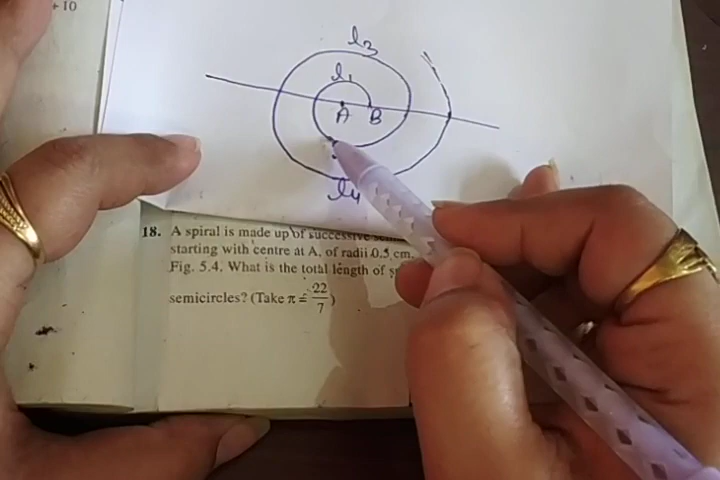 +10
l3
l1
A B
l4
18. A spiral is made up of successive
starting with centre at A, of radii 0.5 cm.
Fig. 5.4. What is the total length of
semicircles? (Take π = 22/7)